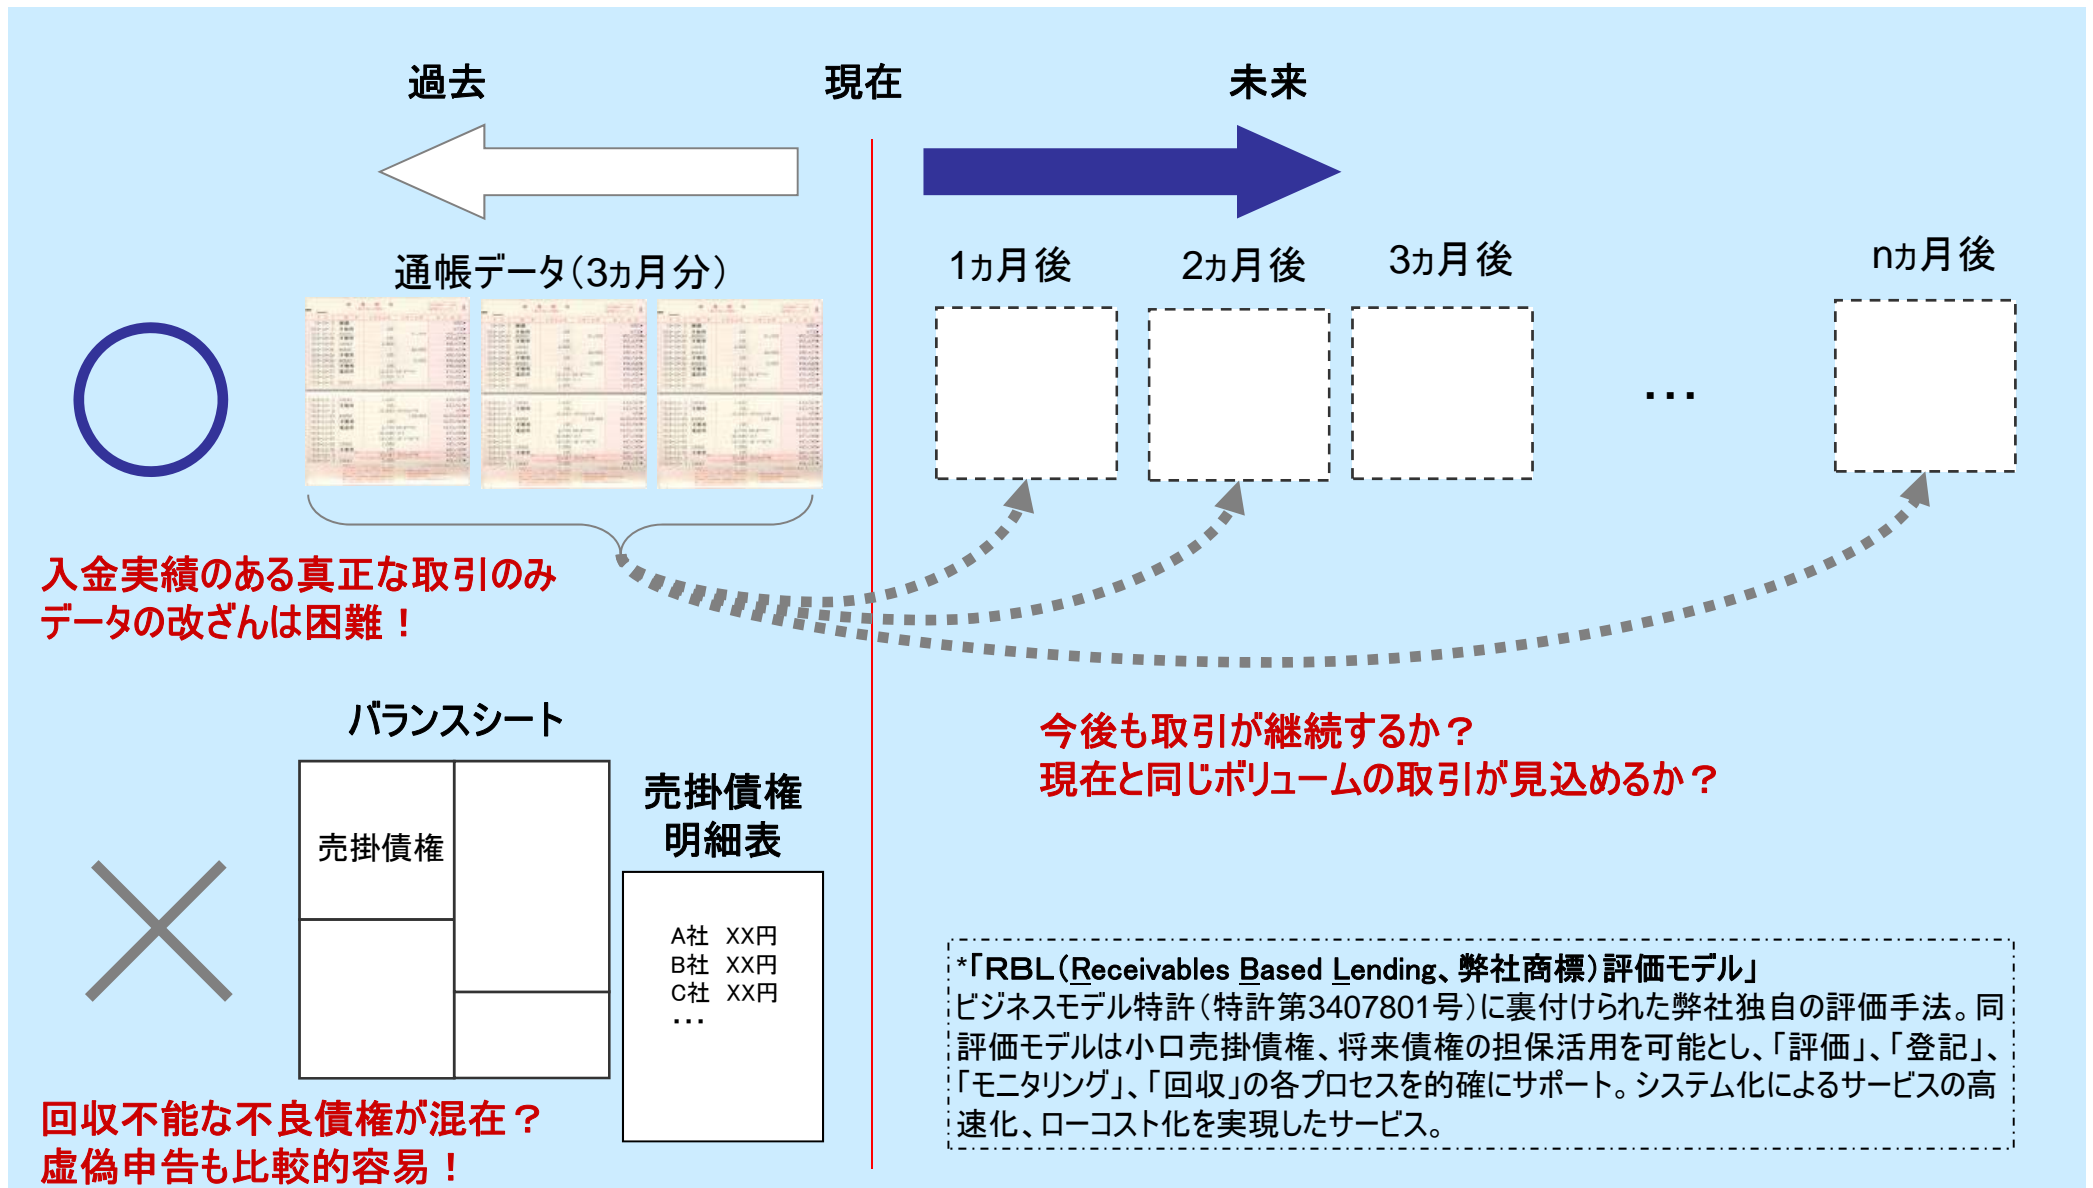 過去
現在
未来
通帳データ（3ヵ月分）
1ヵ月後
2ヵ月後
3ヵ月後
…
nヵ月後
入金実績のある真正な取引のみ
データの改ざんは困難！
今後も取引が継続するか？
現在と同じボリュームの取引が見込めるか？
バランスシート
売掛債権
売掛債権
明細表
A社　XX円
B社　XX円
C社　XX円
…
回収不能な不良債権が混在？
虚偽申告も比較的容易！
*「ＲＢＬ（Receivables Based Lending、弊社商標）評価モデル」
ビジネスモデル特許（特許第3407801号）に裏付けられた弊社独自の評価手法。同
評価モデルは小口売掛債権、将来債権の担保活用を可能とし、「評価」、「登記」、
「モニタリング」、「回収」の各プロセスを的確にサポート。システム化によるサービスの高
速化、ローコスト化を実現したサービス。